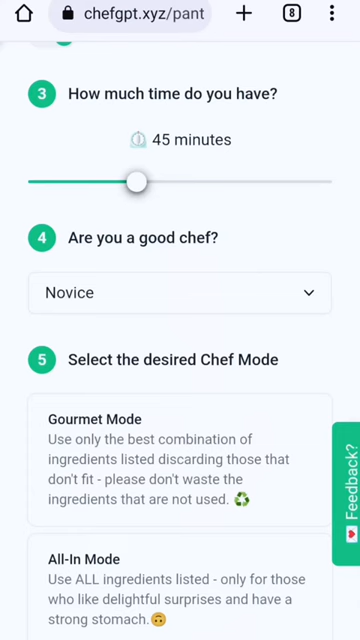 chefgpt.xyz/pant
8
3 How much time do you have?
⏲️ 45 minutes
4 Are you a good chef?
Novice
5 Select the desired Chef Mode
Gourmet Mode
Use only the best combination of
ingredients listed discarding those that
don't fit - please don't waste the
ingredients that are not used. ♻️
💌 Feedback?
All-In Mode
Use ALL ingredients listed - only for those
who like delightful surprises and have a
strong stomach.🙃